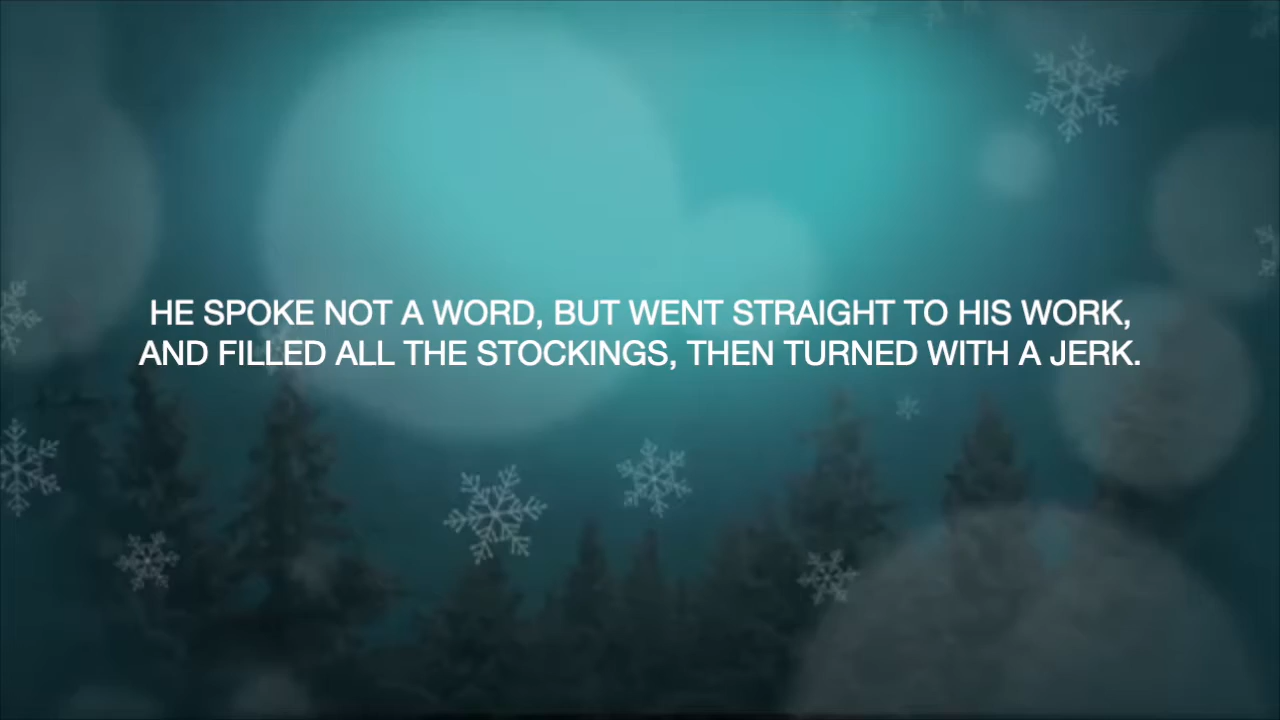 HE SPOKE NOT A WORD, BUT WENT STRAIGHT TO HIS WORK,
AND FILLED ALL THE STOCKINGS, THEN TURNED WITH A JERK.